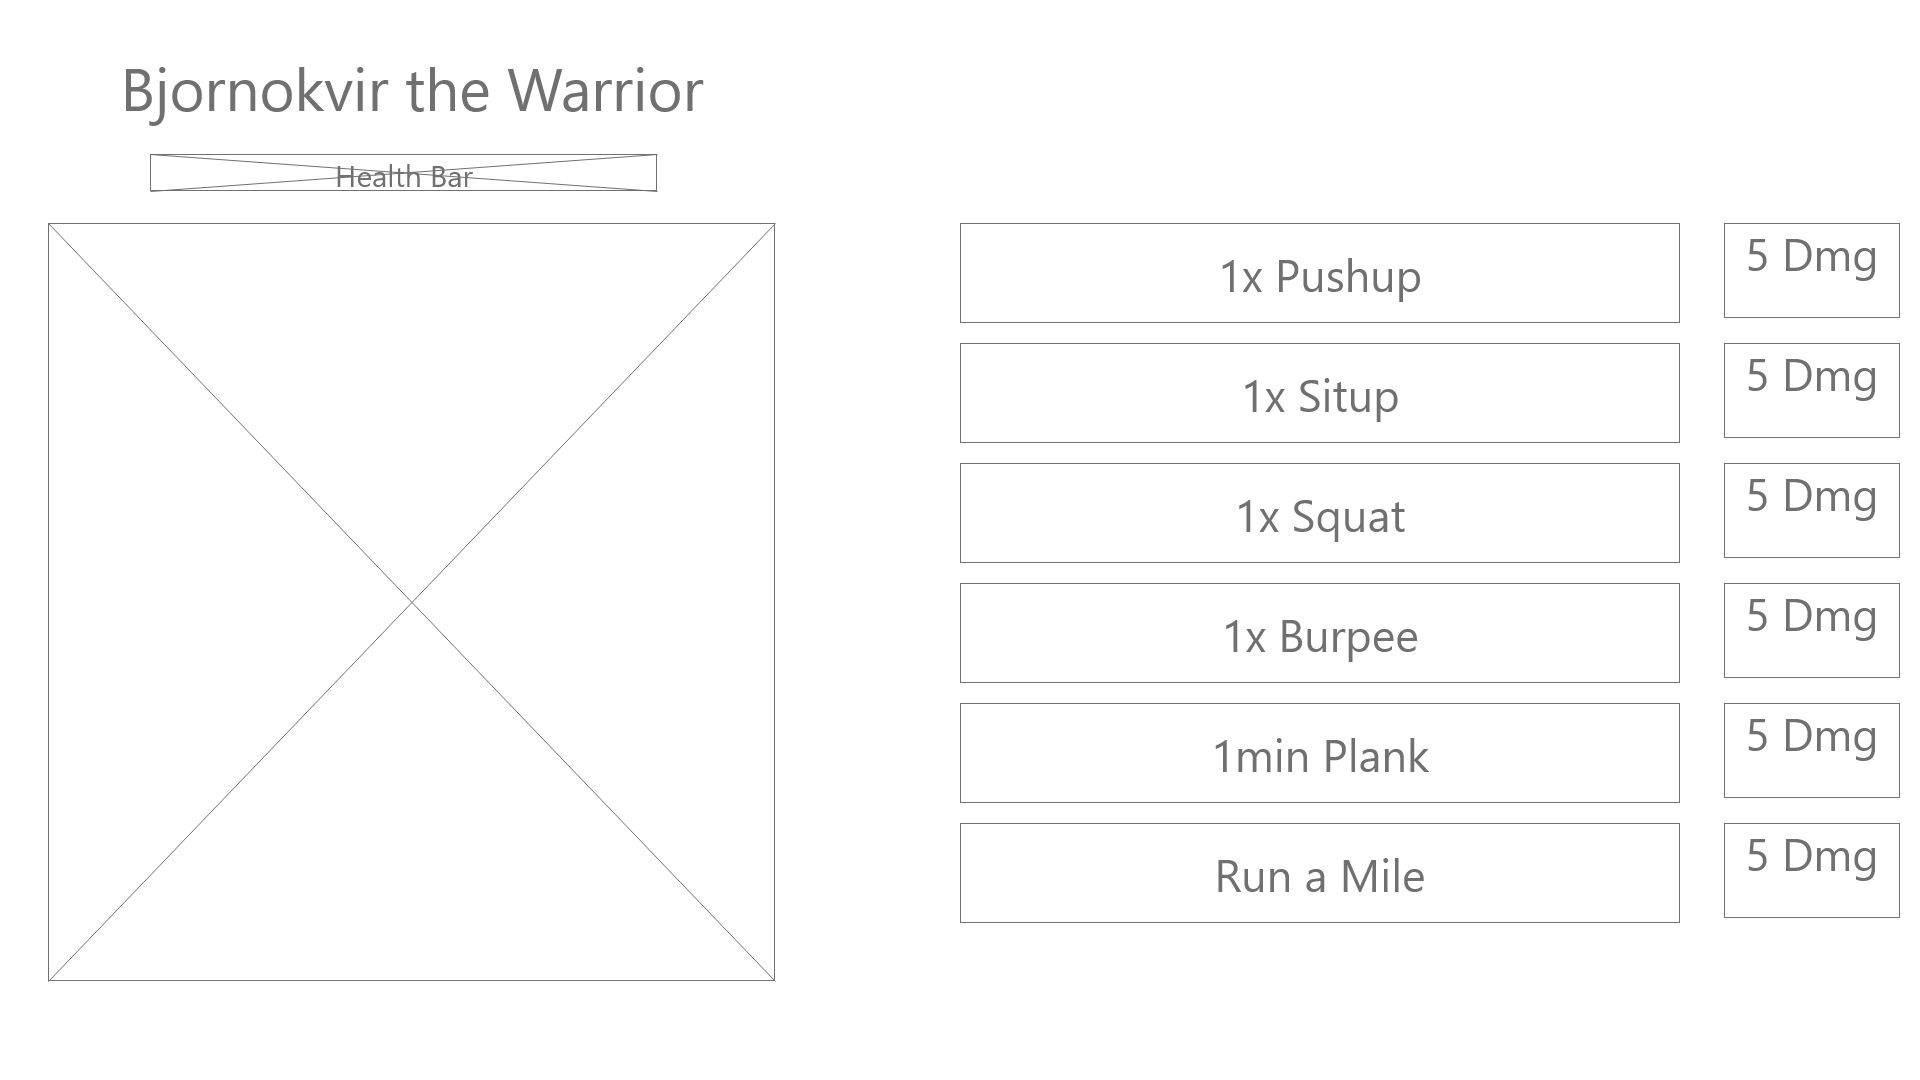 Bjornokvir the Warrior
Health Bar
1x Pushup
5 Dmg
1x Situp
5 Dmg
1x Squat
5 Dmg
1x Burpee
5 Dmg
1min Plank
5 Dmg
Run a Mile
5 Dmg